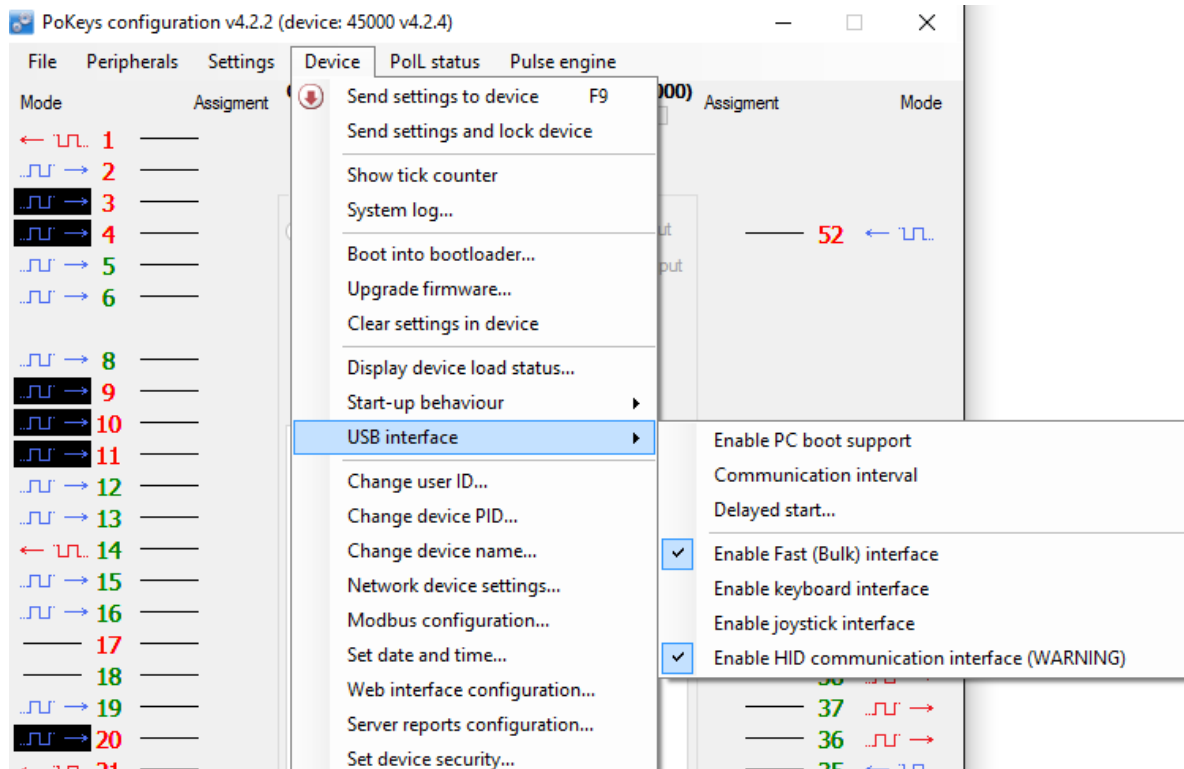 PoKeys configuration v4.2.2 (device: 45000 v4.2.4)
File Peripherals Settings Device PolL status Pulse engine
Mode Assigment
1
2
3
4
5
6
8
9
10
11
12
13
14
15
16
17
18
19
20
21
Send settings to device F9
Send settings and lock device
Show tick counter
System log...
Boot into bootloader...
Upgrade firmware...
Clear settings in device
Display device load status...
Start-up behaviour
USB interface
Change user ID...
Change device PID...
Change device name...
Network device settings...
Modbus configuration...
Set date and time...
Web interface configuration...
Server reports configuration...
Set device security...
Enable PC boot support
Communication interval
Delayed start...
Enable Fast (Bulk) interface
Enable keyboard interface
Enable joystick interface
Enable HID communication interface (WARNING)
000) Assigment Mode
52
ut
put
37
36
35